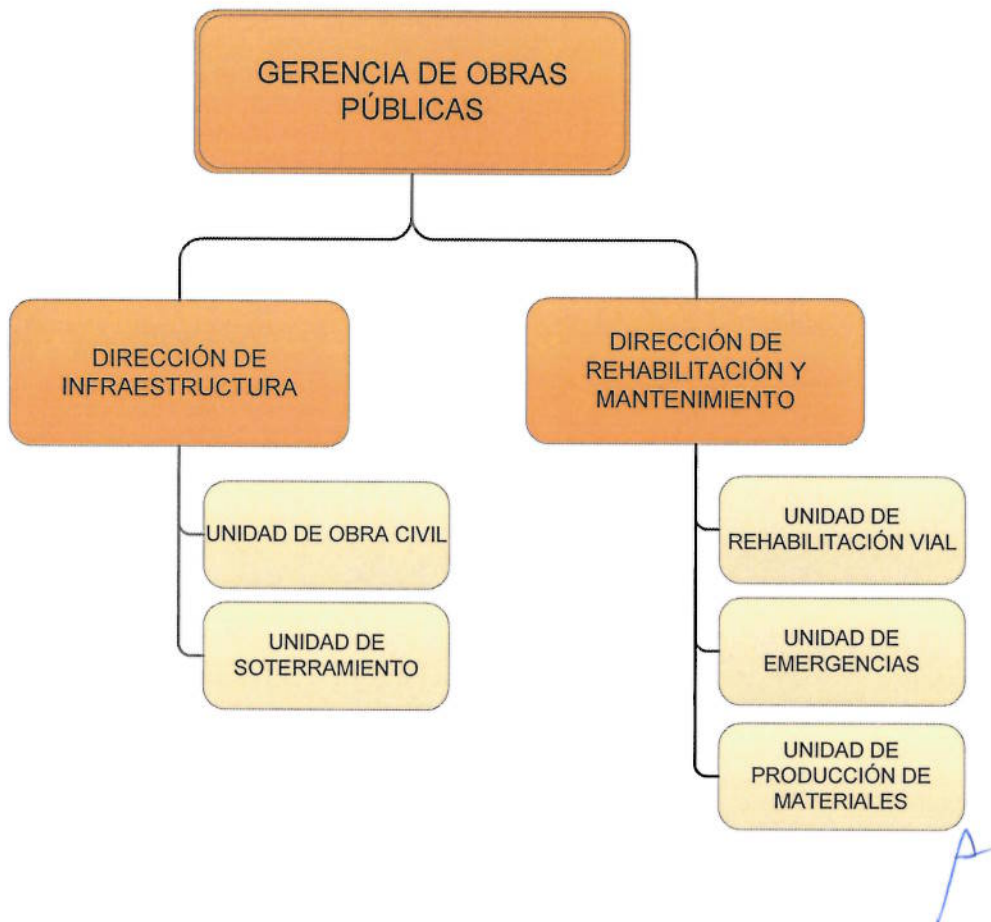 GERENCIA DE OBRAS
PÚBLICAS
DIRECCIÓN DE
INFRAESTRUCTURA
UNIDAD DE OBRA CIVIL
UNIDAD DE
SOTERRAMIENTO
DIRECCIÓN DE
REHABILITACIÓN Y
MANTENIMIENTO
UNIDAD DE
REHABILITACIÓN VIAL
UNIDAD DE
EMERGENCIAS
UNIDAD DE
PRODUCCIÓN DE
MATERIALES